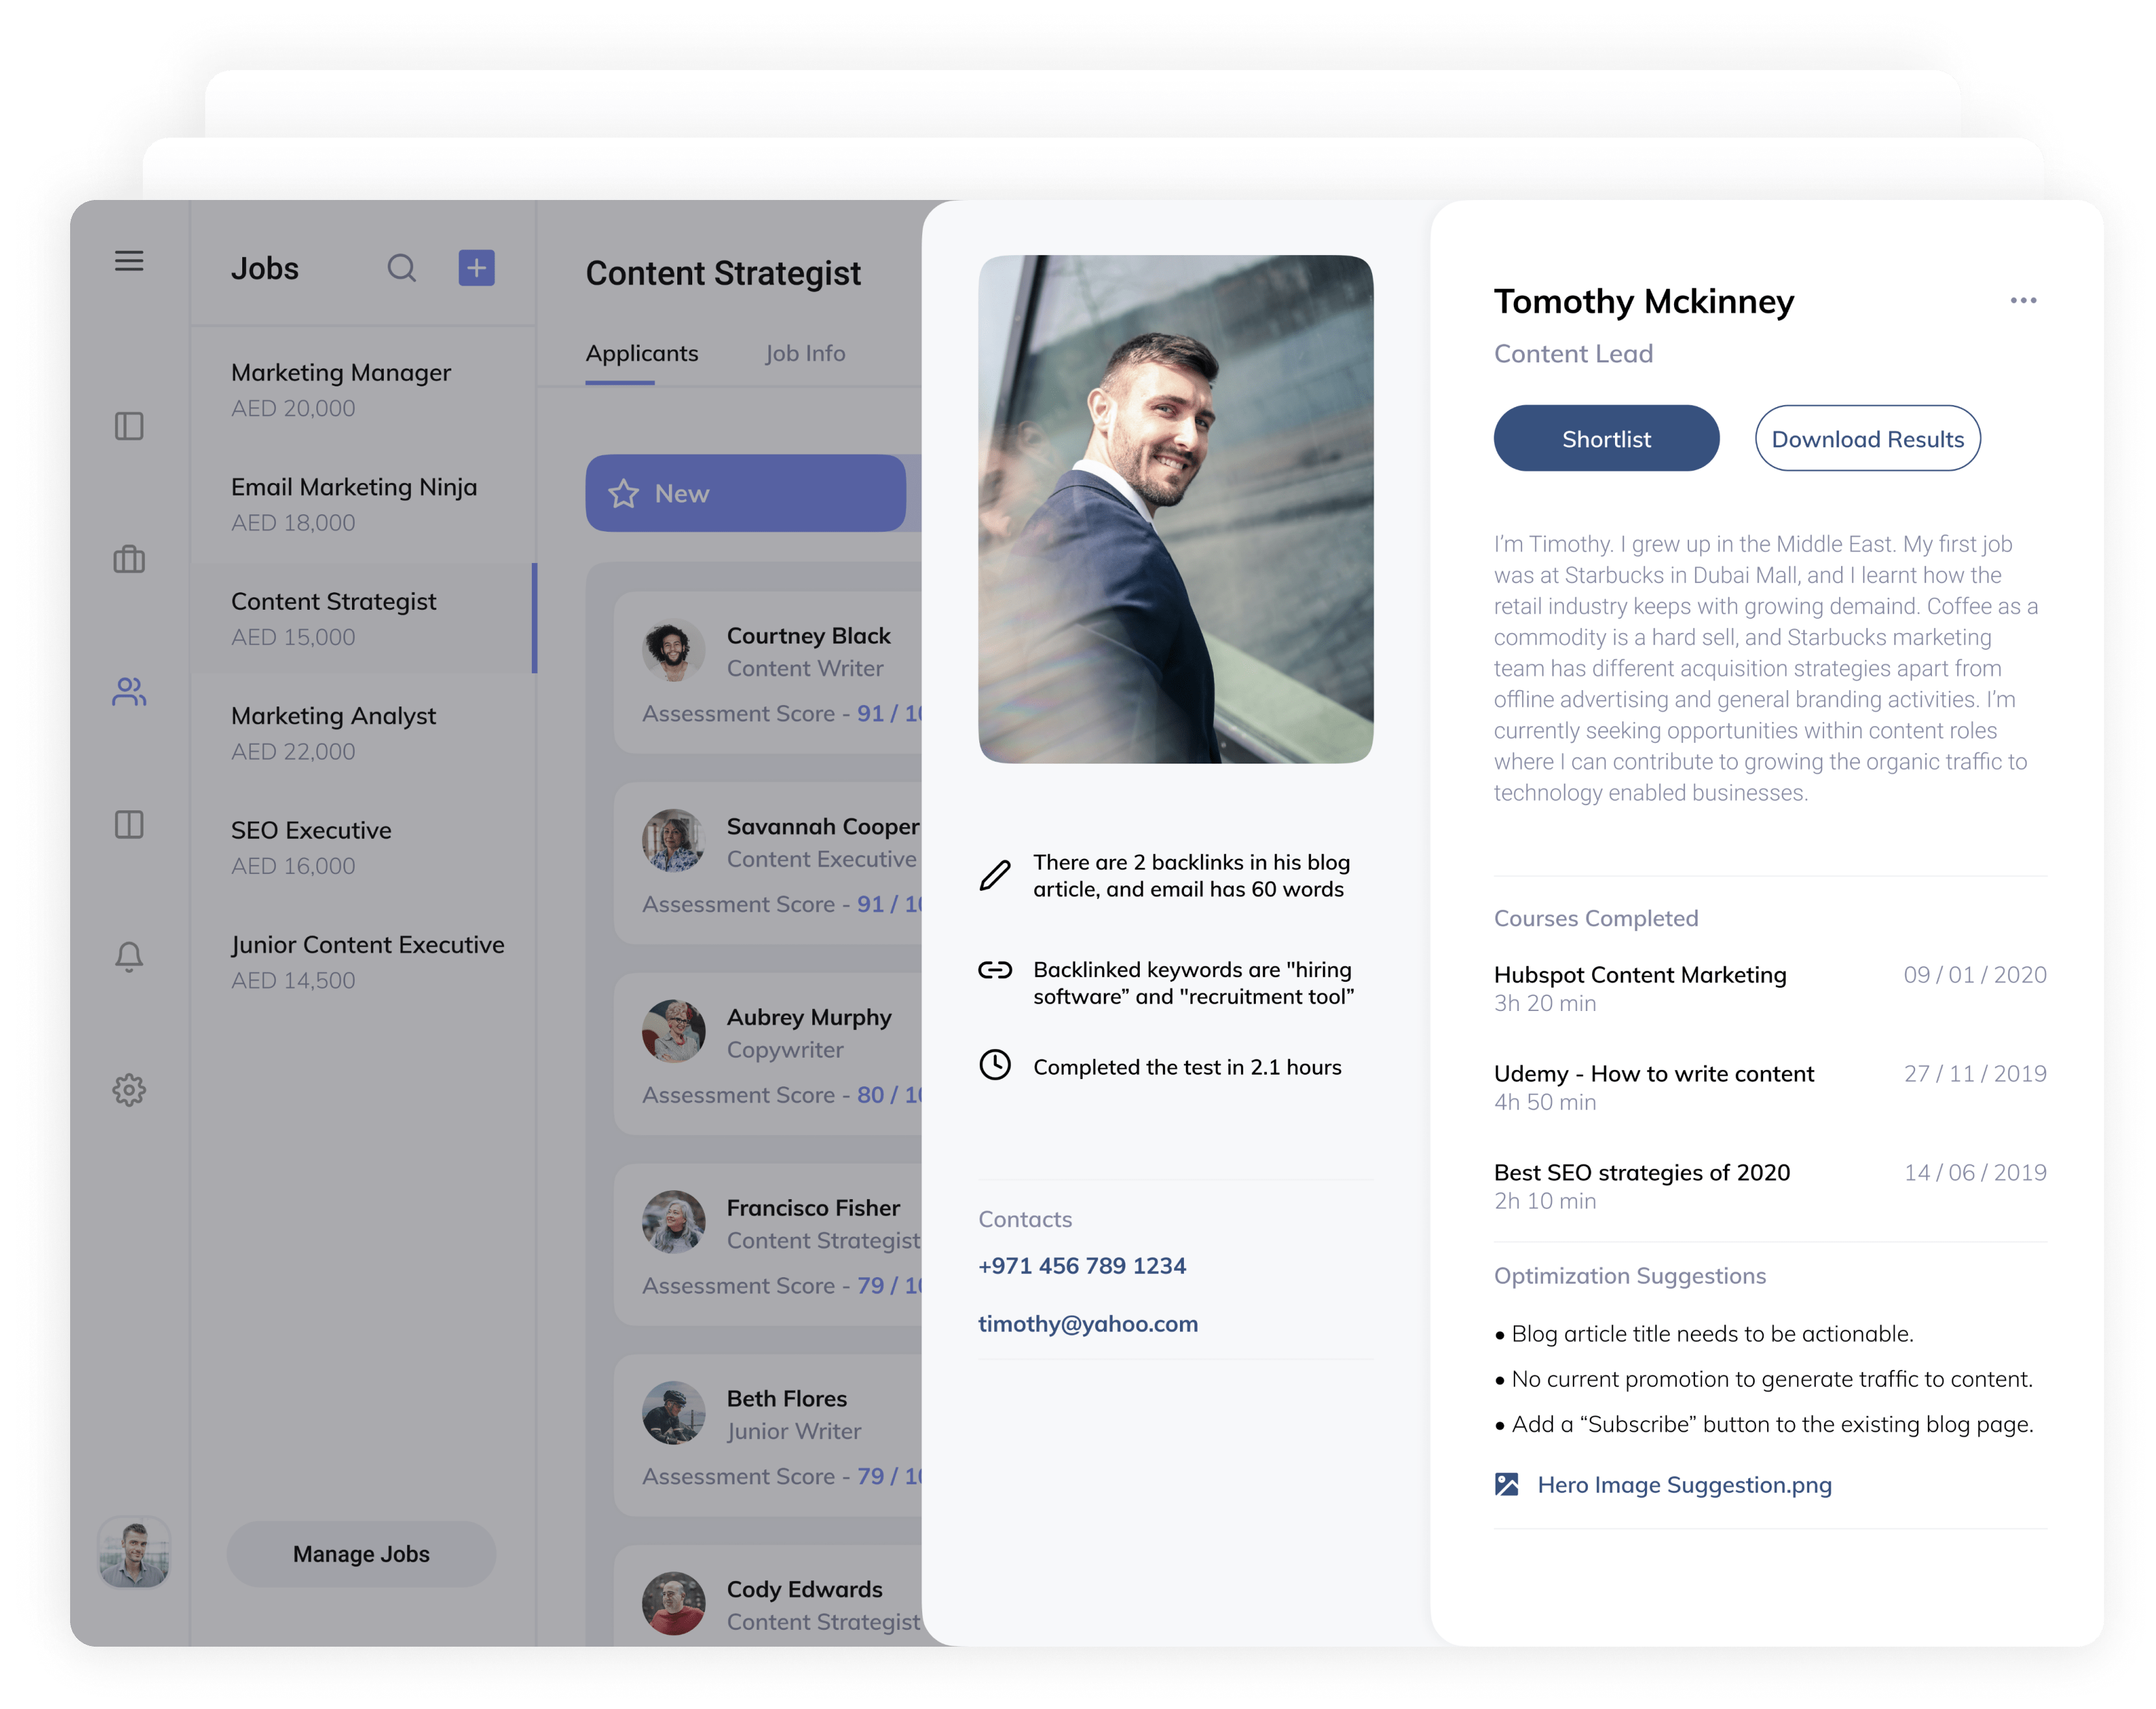 Jobs
Marketing Manager
AED 20,000
Email Marketing Ninja
AED 18,000
Content Strategist
AED 15,000
Marketing Analyst
AED 22,000
SEO Executive
AED 16,000
Junior Content Executive
AED 14,500
Manage Jobs
Content Strategist
Applicants
Job Info
New
Courtney Black
Content Writer
Assessment Score - 91 /
Savannah Cooper
Content Executive
Assessment Score - 91 /
Aubrey Murphy
Copywriter
Assessment Score - 80 /
Francisco Fisher
Content Strategist
Assessment Score - 79 /
Beth Flores
Junior Writer
Assessment Score - 79 /
Cody Edwards
Content Strategist
There are 2 backlinks in his blog
article, and email has 60 words
Backlinked keywords are "hiring
software” and "recruitment tool”
Completed the test in 2.1 hours
Contacts
+971 456 789 1234
timothy@yahoo.com
Tomothy Mckinney
Content Lead
Shortlist
Download Results
I’m Timothy. I grew up in the Middle East. My first job
was at Starbucks in Dubai Mall, and I learnt how the
retail industry keeps with growing demaind. Coffee as a
commodity is a hard sell, and Starbucks marketing
team has different acquisition strategies apart from
offline advertising and general branding activities. I’m
currently seeking opportunities within content roles
where I can contribute to growing the organic traffic to
technology enabled businesses.
Courses Completed
Hubspot Content Marketing 09 / 01 / 2020
3h 20 min
Udemy - How to write content 27 / 11 / 2019
4h 50 min
Best SEO strategies of 2020 14 / 06 / 2019
2h 10 min
Optimization Suggestions
• Blog article title needs to be actionable.
• No current promotion to generate traffic to content.
• Add a “Subscribe” button to the existing blog page.
Hero Image Suggestion.png